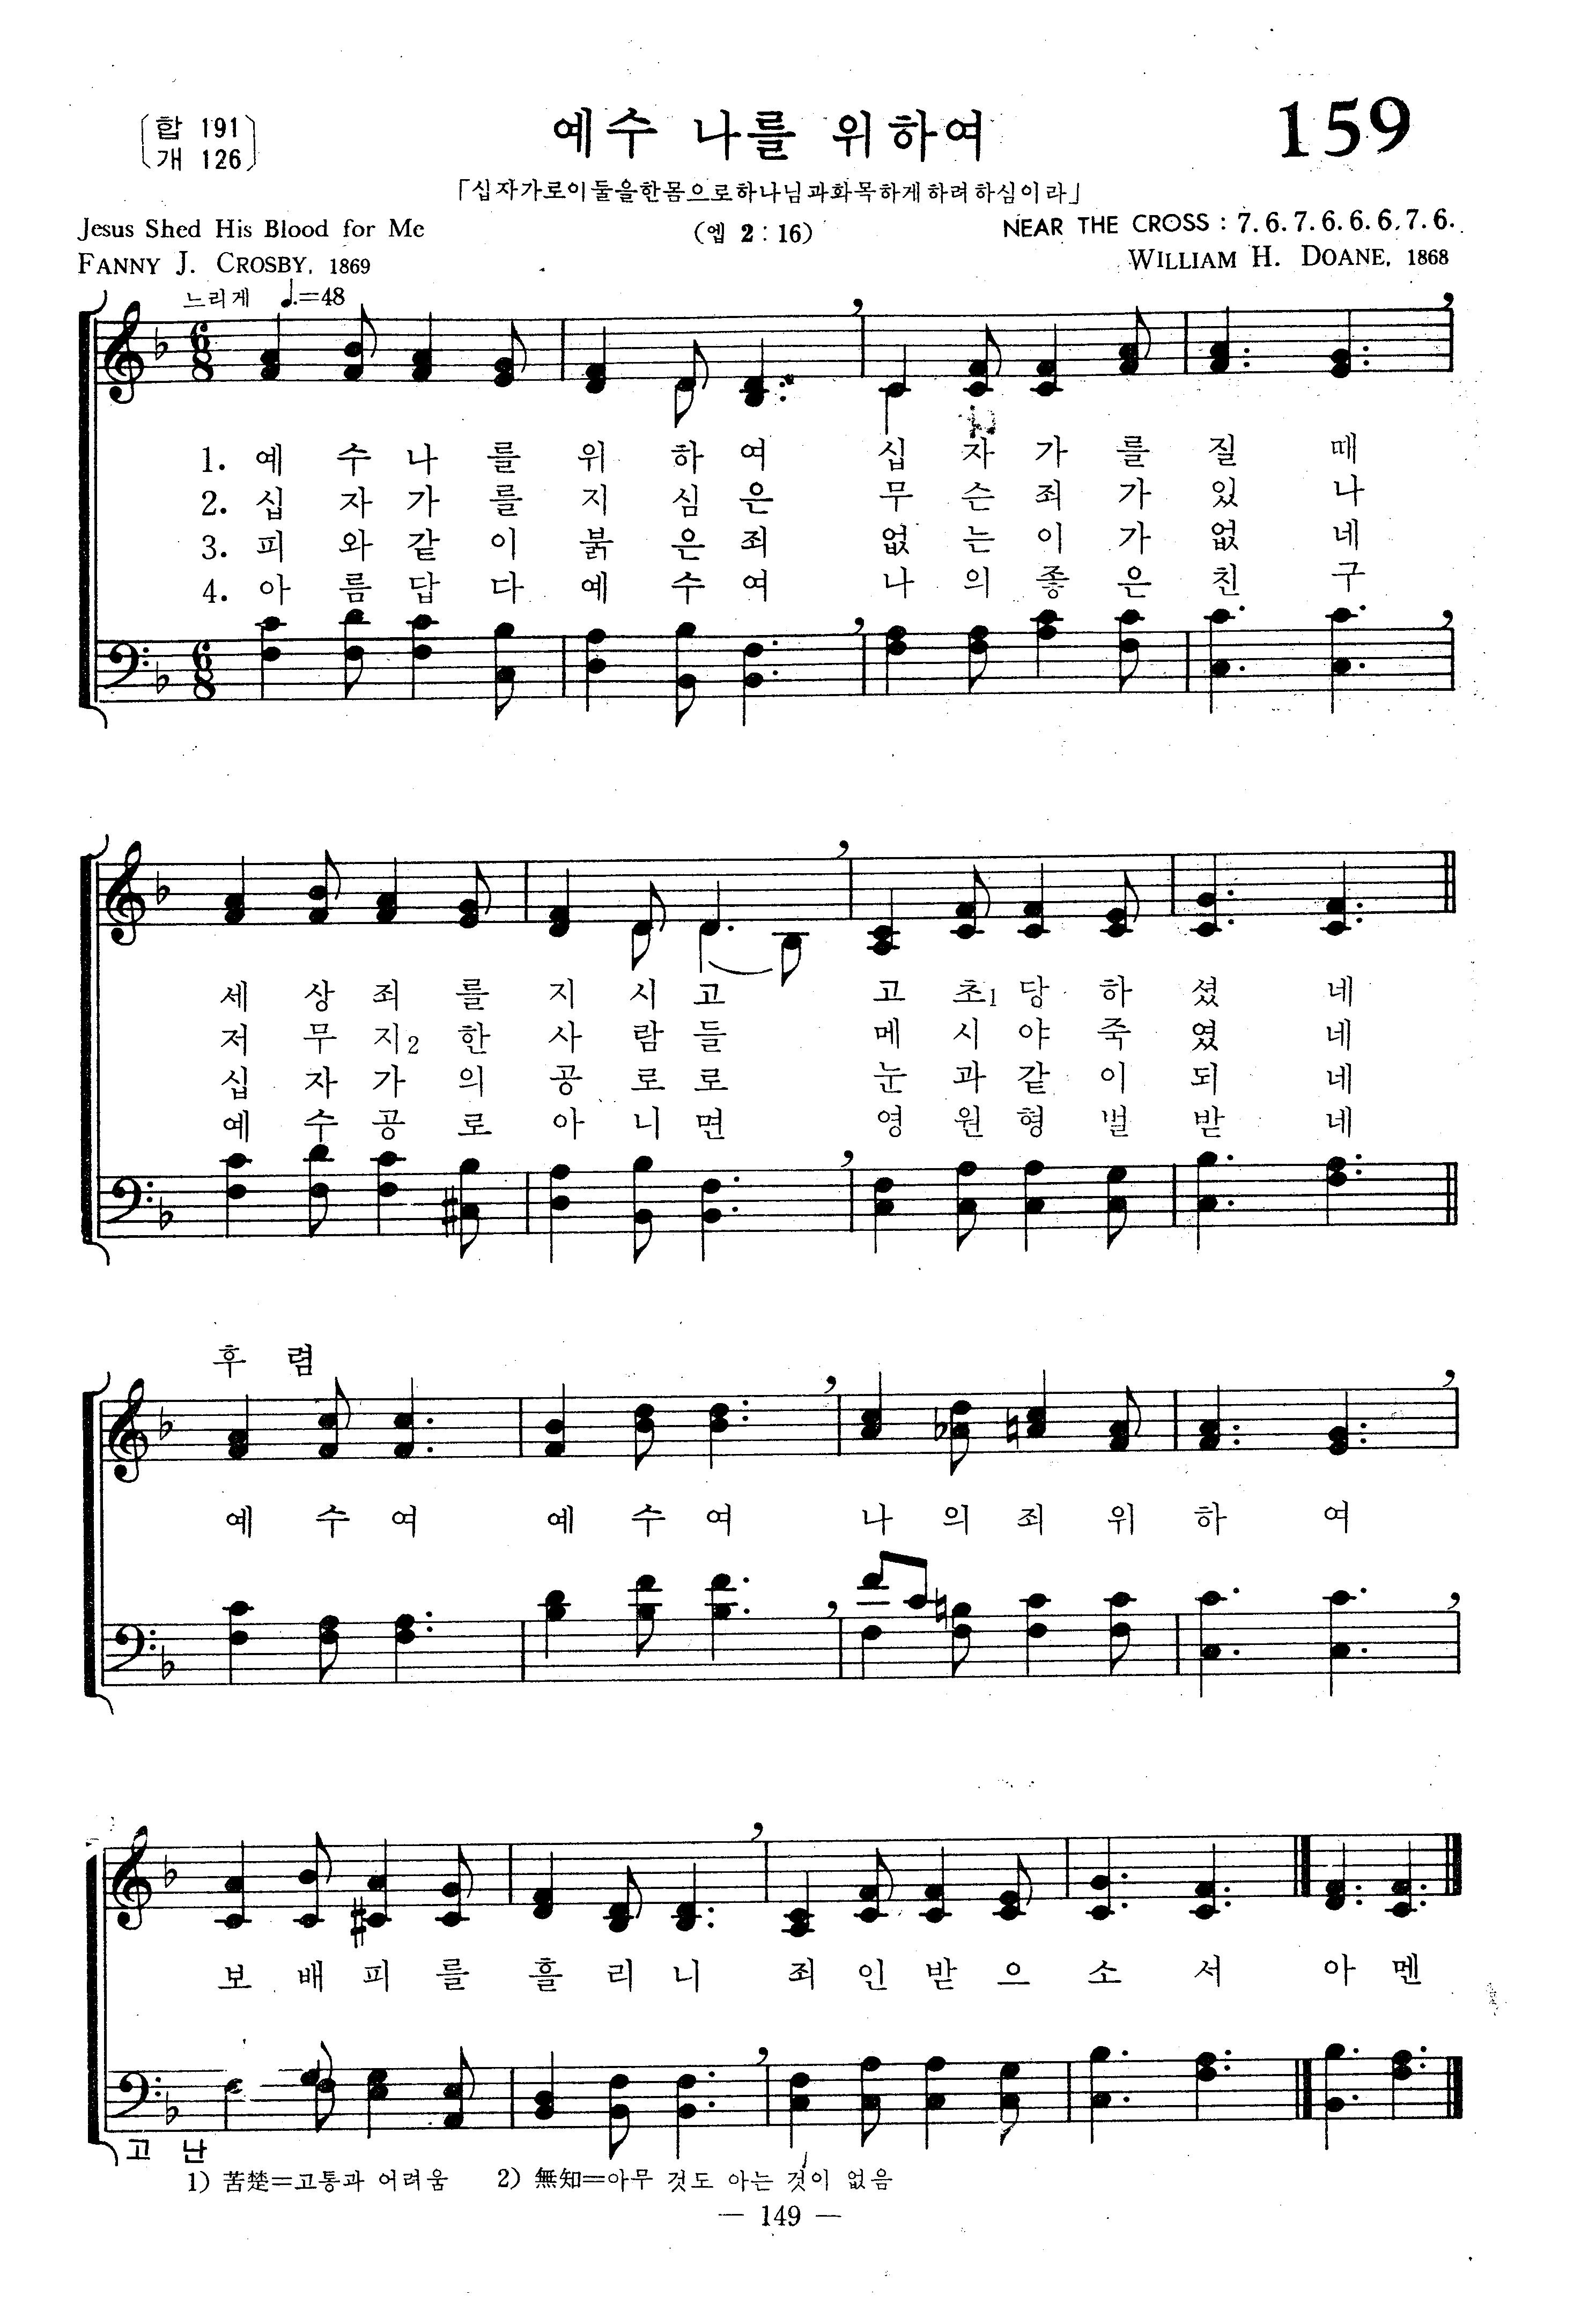 합 191
개 126
예수 나를 위하여
159
「십자가로이둘을한몸으로하나님과화목하게하려하심이라」
(엡 2 : 16)
Jesus Shed His Blood for Me
NEAR THE CROSS : 7. 6. 7. 6. 6. 6. 7. 6.
FANNY J. CROSBY, 1869
WILLIAM H. DOANE, 1868
느리게 ♩.=48
1. 예 수 나 를 위 하 여 십 자 가 를 질 때
2. 십 자 가 를 지 심 은 무 슨 죄 가 있 나
3. 피 와 같 이 붉 은 죄 없 는 이 가 없 네
4. 아 름 답 다 예 수 여 나 의 좋 은 친 구
세 상 죄 를 지 시 고 고 초1 당 하 셨 네
저 무 지2 한 사 람 들 메 시 야 죽 였 네
십 자 가 의 공 로 로 눈 과 같 이 되 네
예 수 공 로 아 니 면 영 원 형 벌 받 네
후 렴
예 수 여 예 수 여 나 의 죄 위 하 여
보 배 피 를 흘 리 니 죄 인 받 으 소 서 아 멘
고 난
1) 苦楚=고통과 어려움 2) 無知=아무 것도 아는 것이 없음
— 149 —